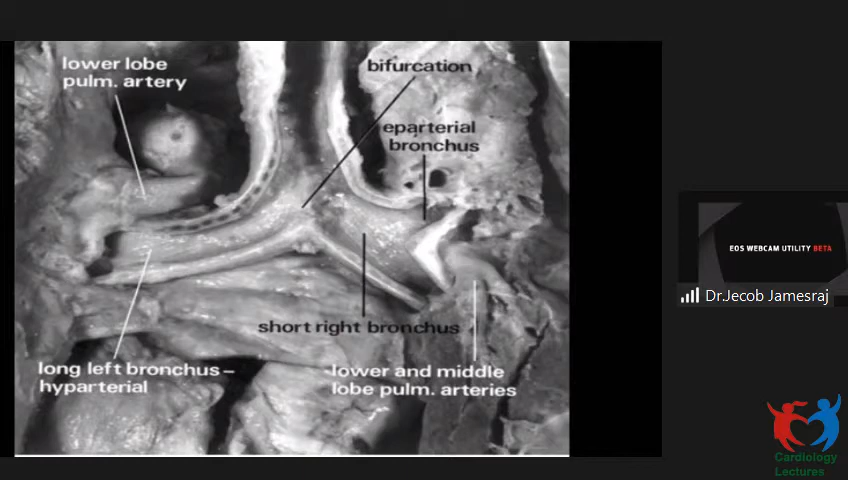 lower lobe
pulm. artery
bifurcation
eparterial
bronchus
short right bronchus
long left bronchus–
hyparterial
lower and middle
lobe pulm. arteries
EOS WEBCAM UTILITY BETA
Dr.Jecob Jamesraj
Cardiology
Lectures